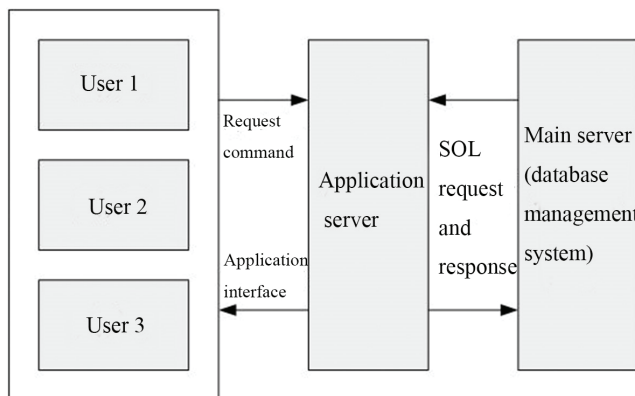 User 1
User 2
User 3
Request
command
Application
interface
Application
server
SOL
request
and
response
Main server
(database
management
system)